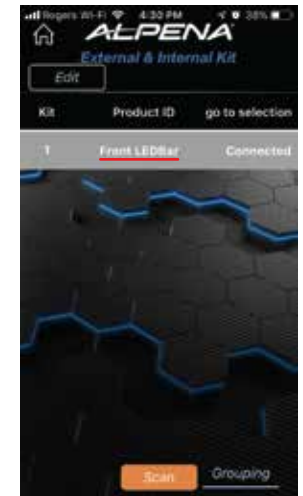 Rogers Wi-Fi 4:30 PM 38%
ALPENA
External & Internal Kit
Edit
Kit Product ID go to selection
1 Front LEDBar Connected
Scan Grouping